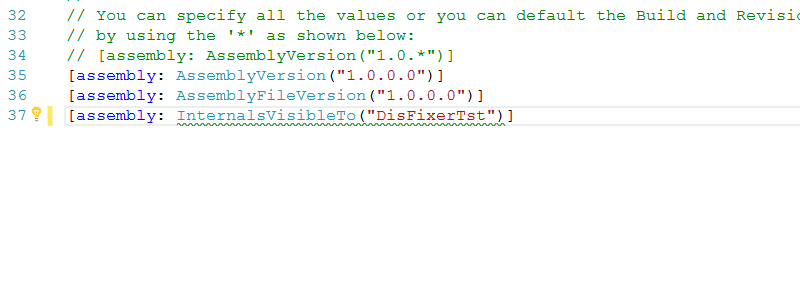 32 // You can specify all the values or you can default the Build and Revisi
33 // by using the '*' as shown below:
34 // [assembly: AssemblyVersion("1.0.*")]
35 [assembly: AssemblyVersion("1.0.0.0")]
36 [assembly: AssemblyFileVersion("1.0.0.0")]
37 [assembly: InternalsVisibleTo("DisFixerTst")]